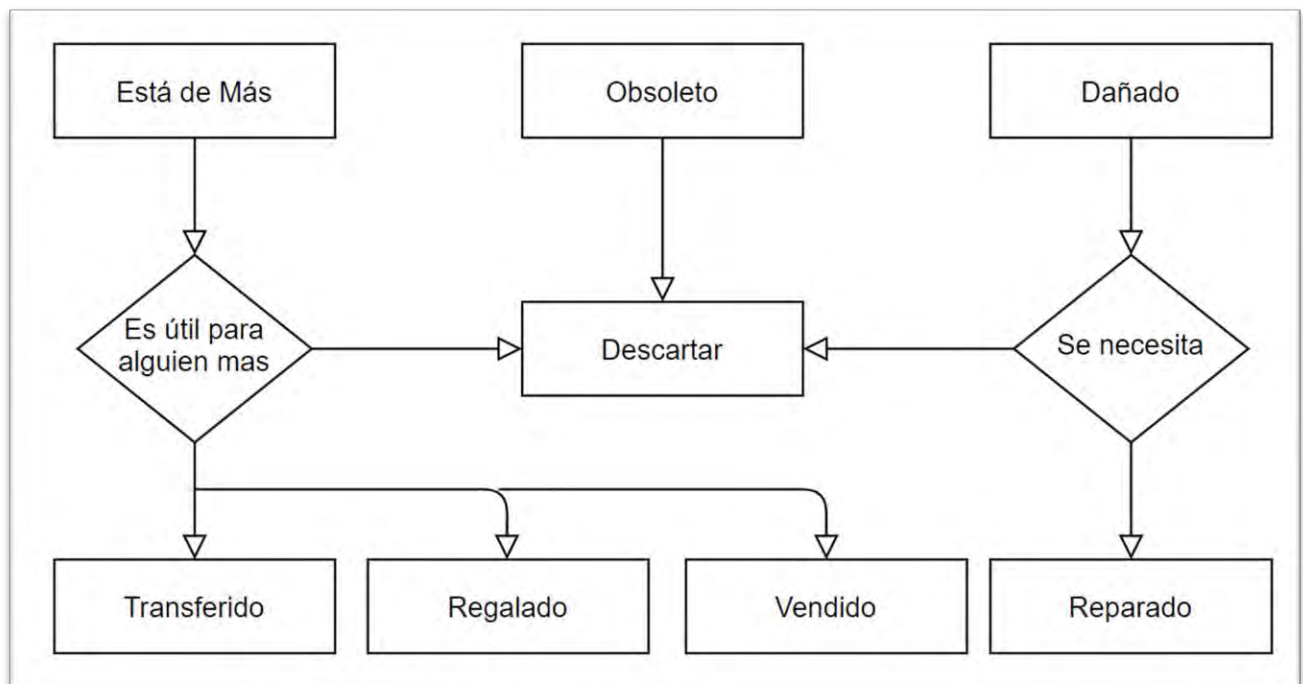 Está de Más
Obsoleto
Dañado
Es útil para
alguien mas
Descartar
Se necesita
Transferido
Regalado
Vendido
Reparado